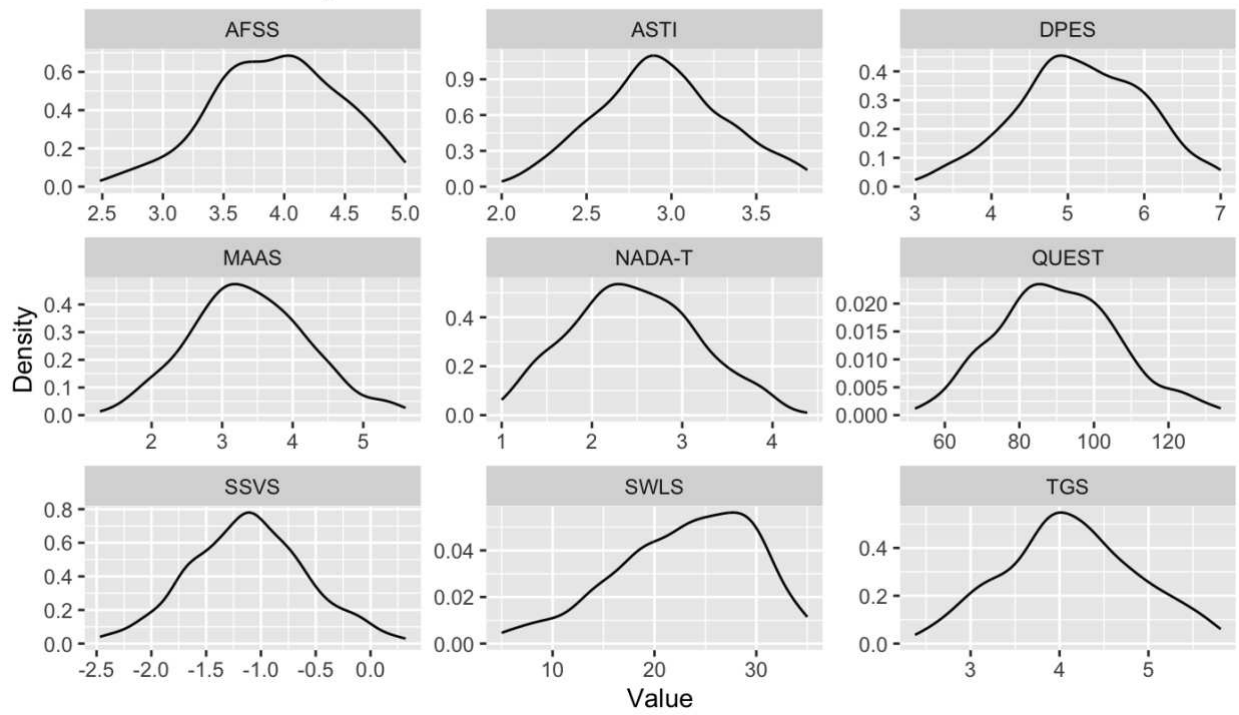 AFSS ASTI DPES
0.6 0.9 0.4
0.4 0.6 0.3
0.2 0.3 0.2
0.0 0.0 0.1
0.0
2.5 3.0 3.5 4.0 4.5 5.0 2.0 2.5 3.0 3.5 3 4 5 6 7
MAAS NADA-T QUEST
0.4 0.4 0.020
0.3 0.2 0.015
0.2 0.0 0.010
0.1 0.005
0.0 0.000
2 3 4 5 1 2 3 4 60 80 100 120
SSVS SWLS TGS
0.8 0.04 0.4
0.6 0.02 0.2
0.4 0.00 0.0
0.2
0.0
-2.5 -2.0 -1.5 -1.0 -0.5 0.0 10 20 30 3 4 5
Density
Value